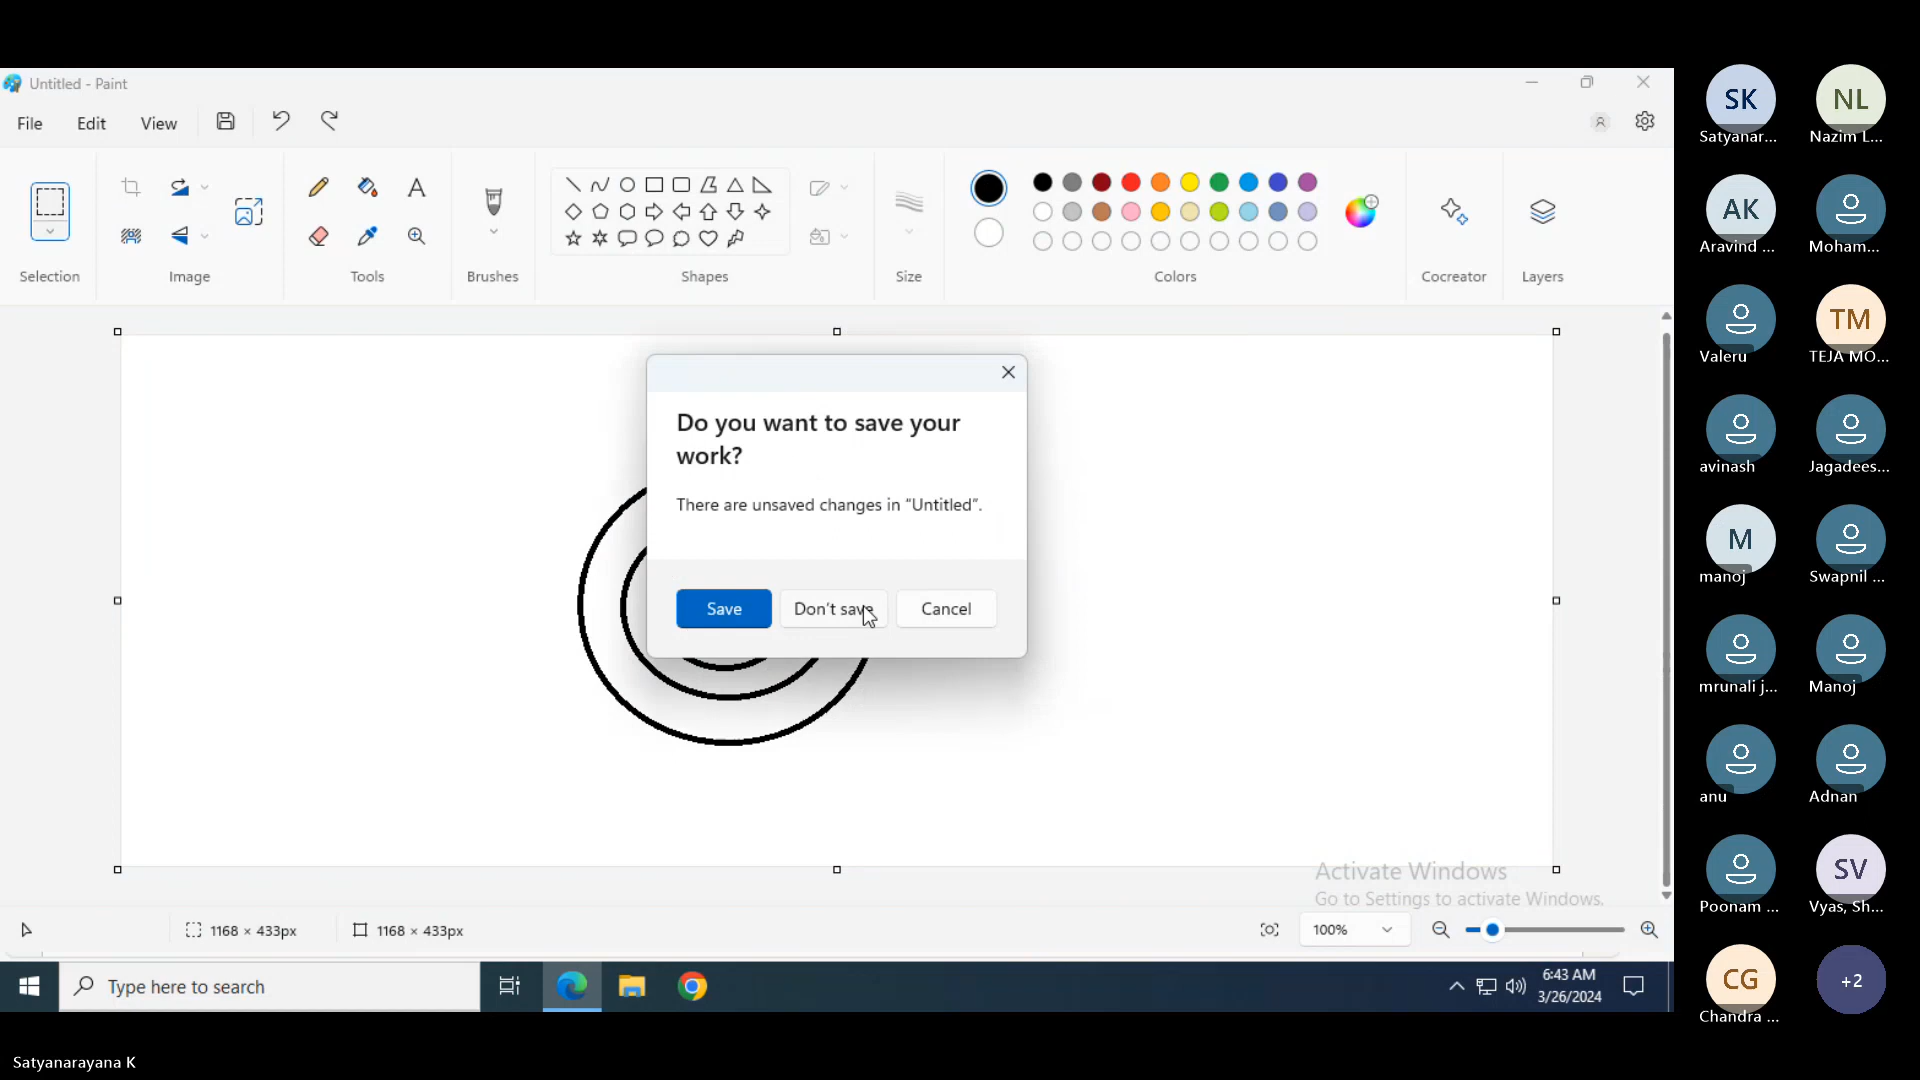 Untitled - Paint
File Edit View
Selection Image Tools Brushes Shapes Size Colors Cocreator Layers
Do you want to save your
work?
There are unsaved changes in “Untitled”.
Save Don't save Cancel
Activate Windows
Go to Settings to activate Windows.
1168 × 433px 1168 × 433px 100%
Type here to search
6:43 AM
3/26/2024
SK NL
Satyanar... Nazim L...
AK
Aravind ... Moham...
TM
Valeru TEJA MO...
avinash Jagadees...
M
manoj Swapnil ...
mrunali j... Manoj
anu Adnan
SV
Poonam ... Vyas, Sh...
CG +2
Chandra ...
Satyanarayana K